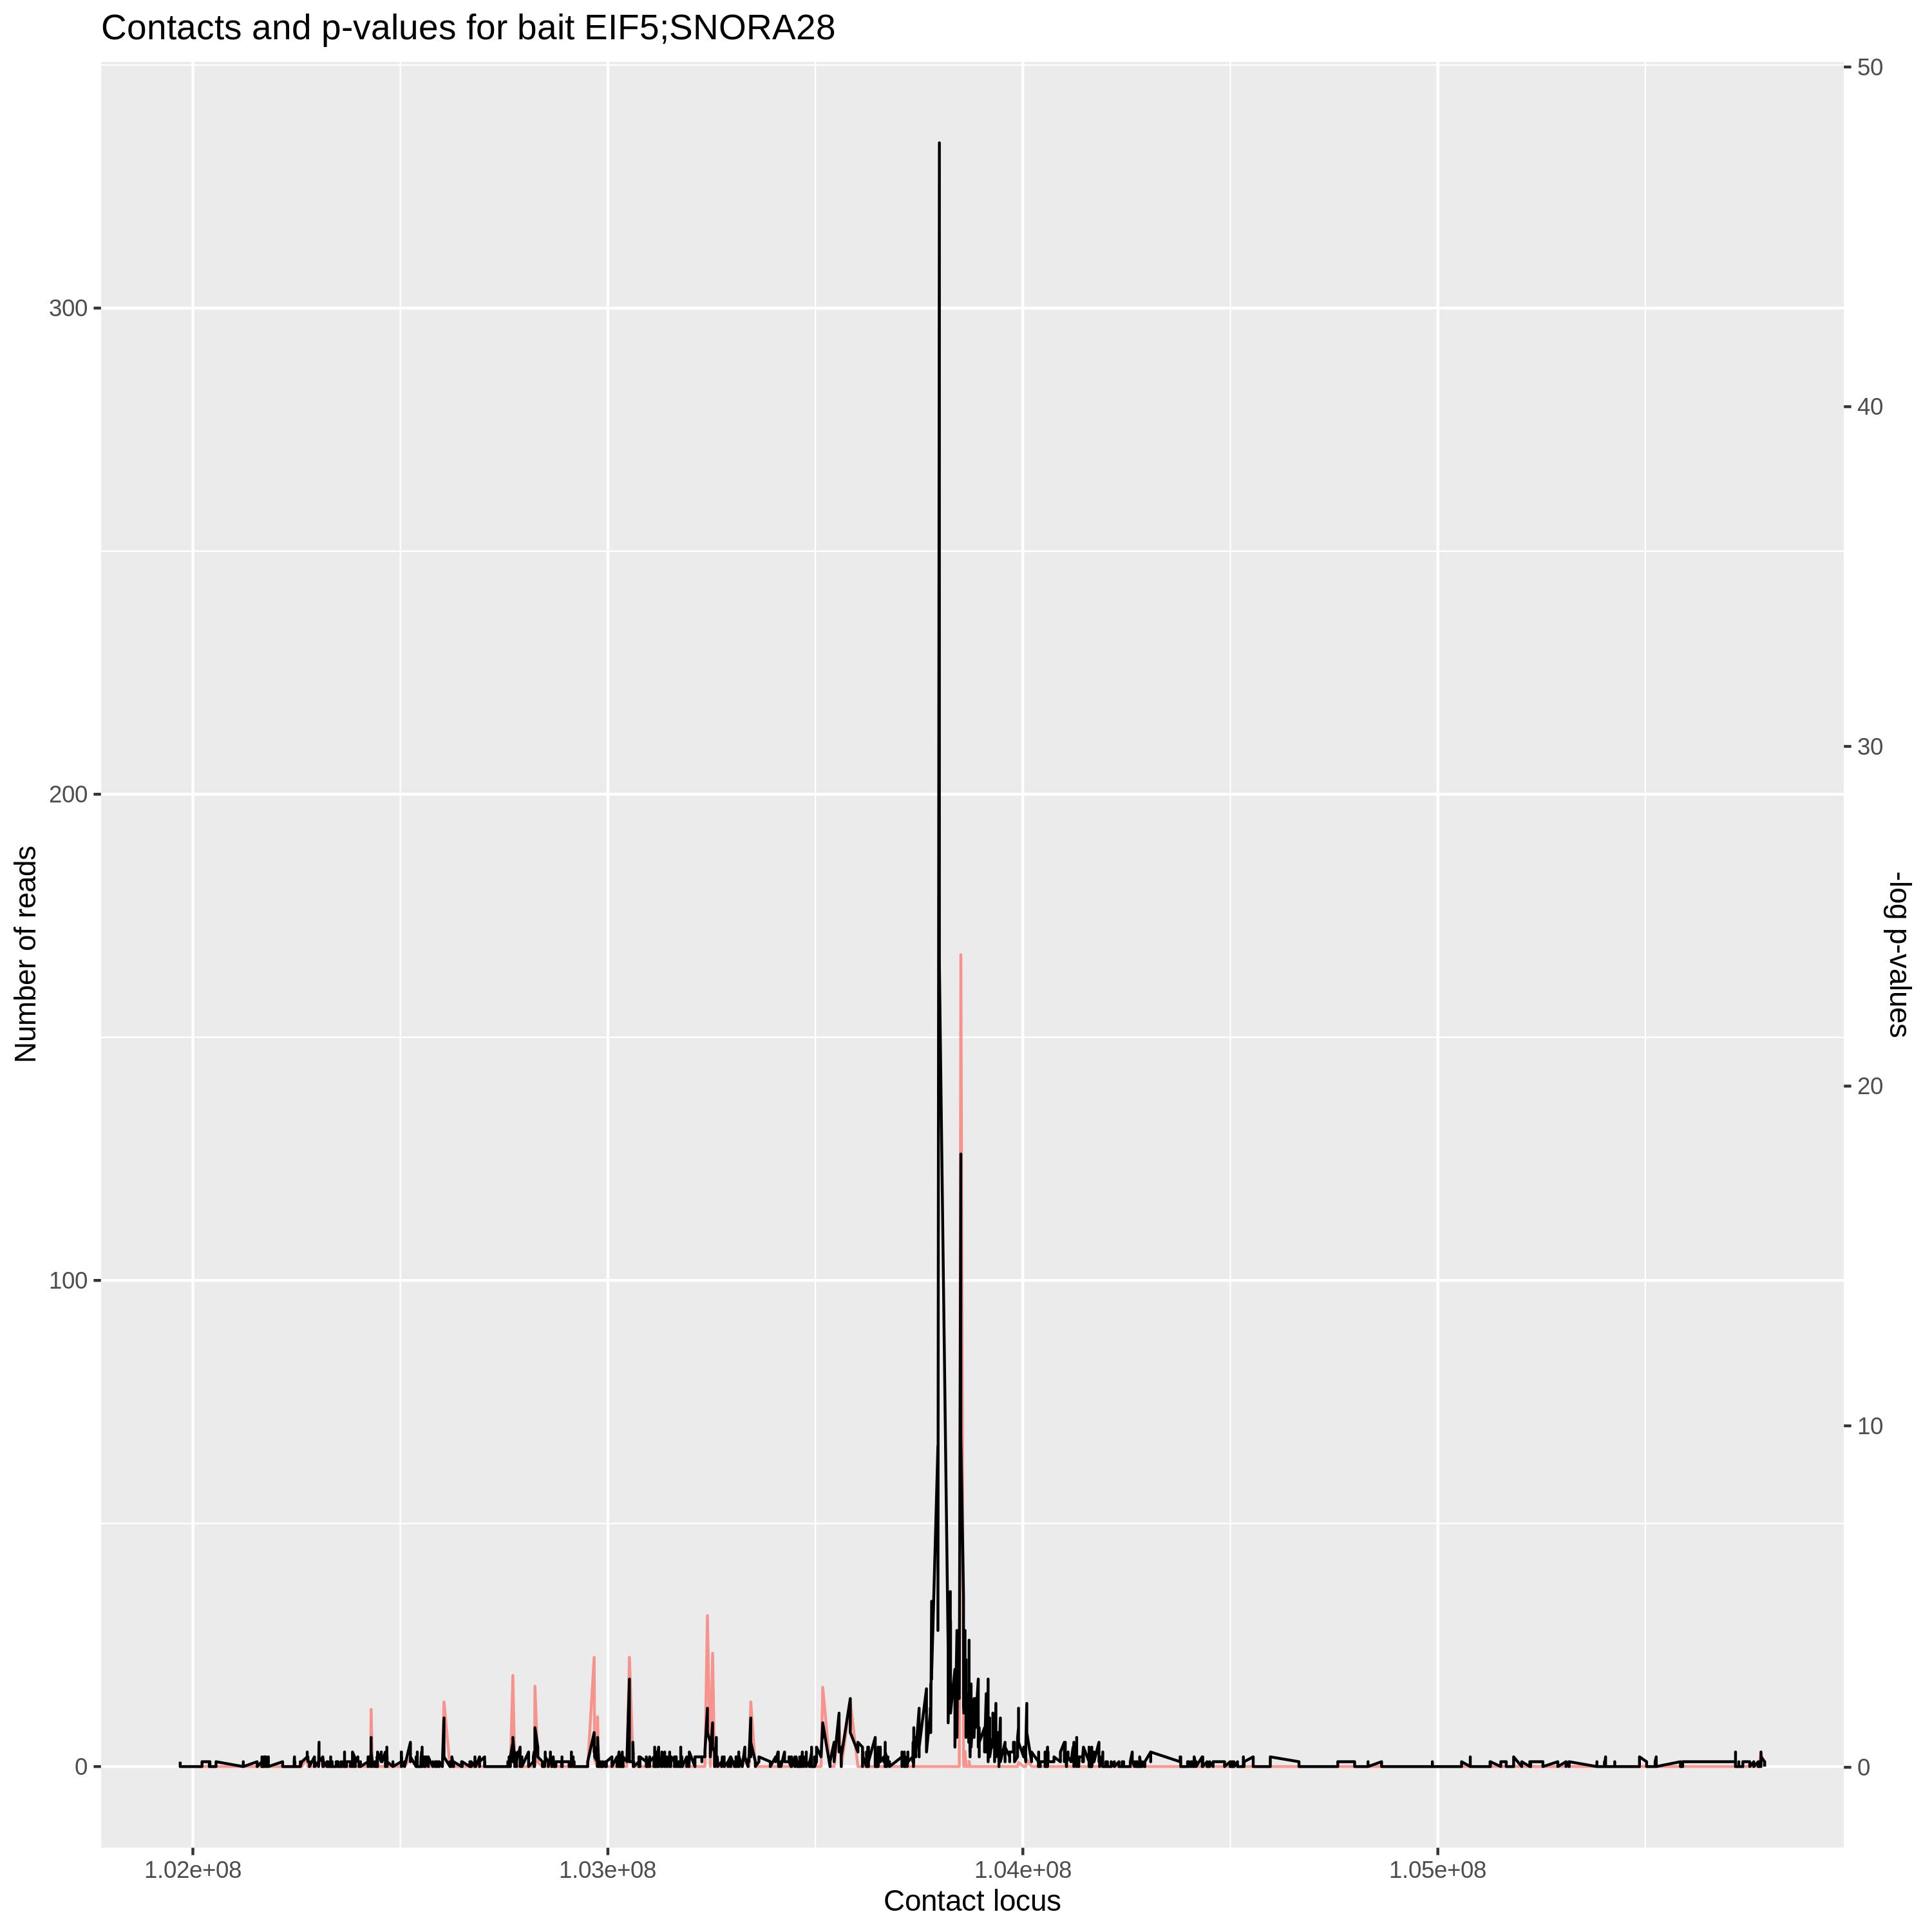 Contacts and p-values for bait EIF5;SNORA28
50
40
30
20
10
0
300
200
100
0
Number of reads
-log p-values
1.02e+08
1.03e+08
1.04e+08
1.05e+08
Contact locus